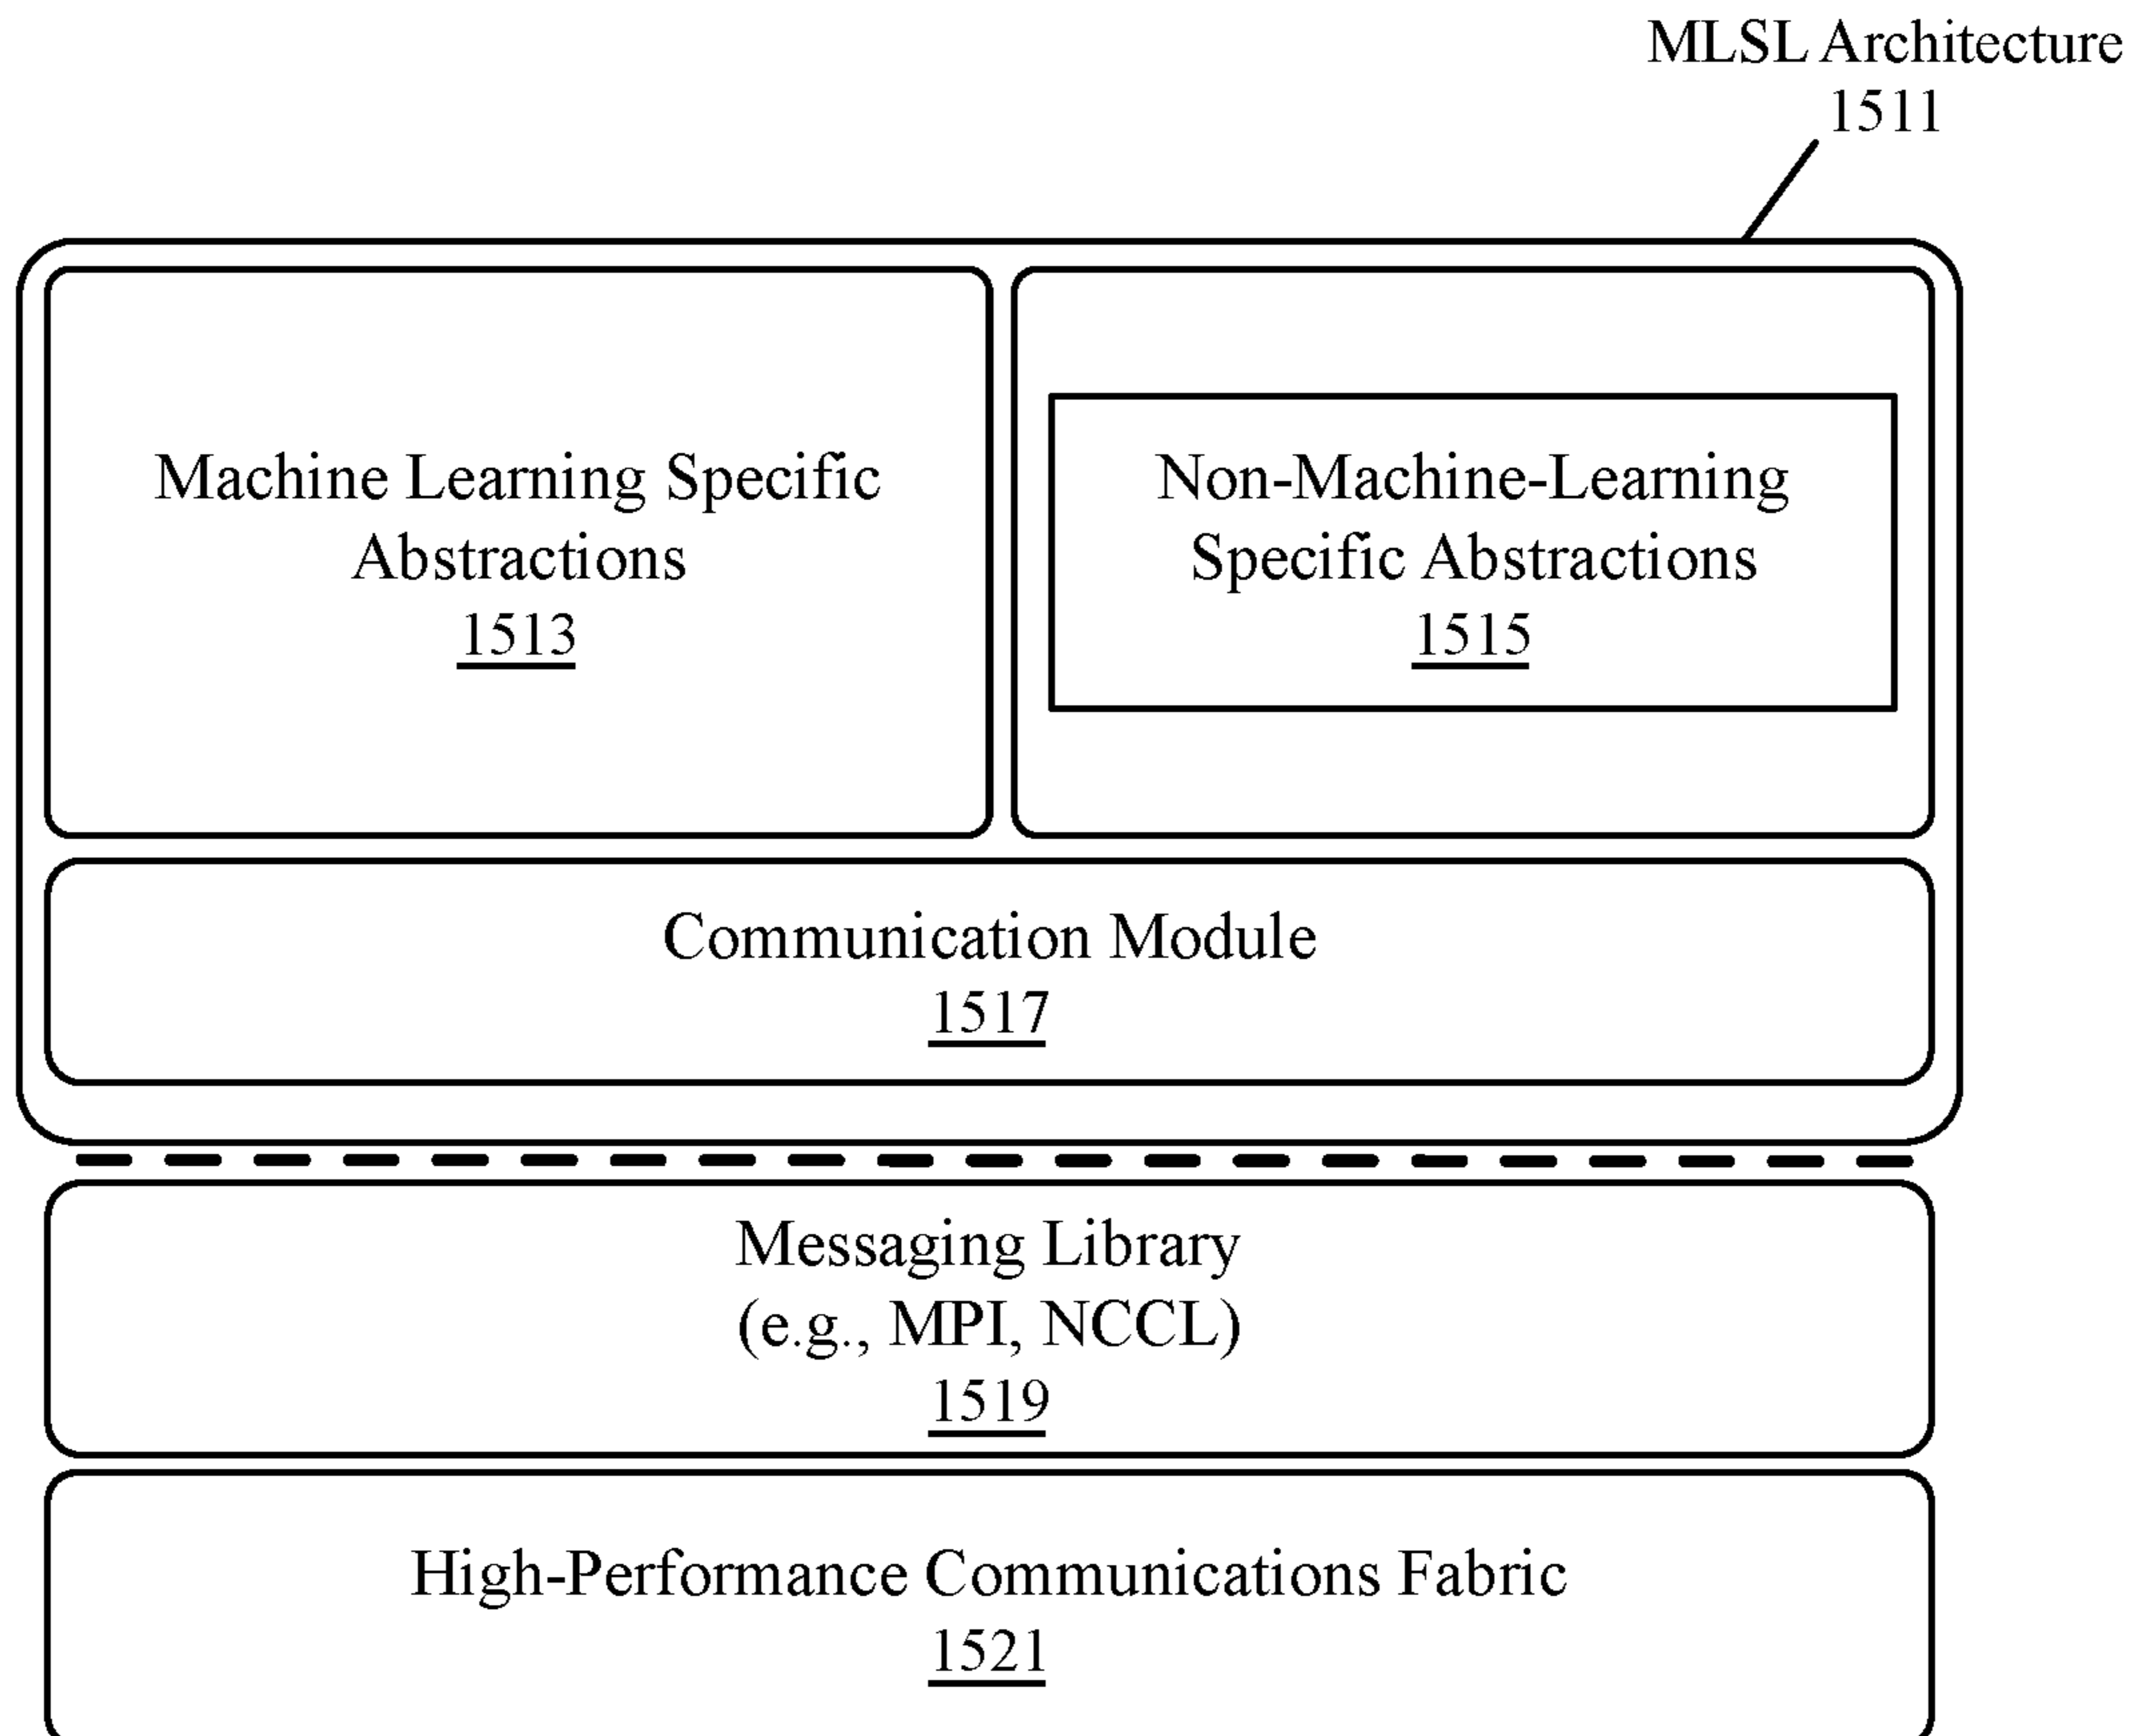 MLSL Architecture
1511
Machine Learning Specific
Abstractions
1513
Non-Machine-Learning
Specific Abstractions
1515
Communication Module
1517
Messaging Library
(e.g., MPI, NCCL)
1519
High-Performance Communications Fabric
1521